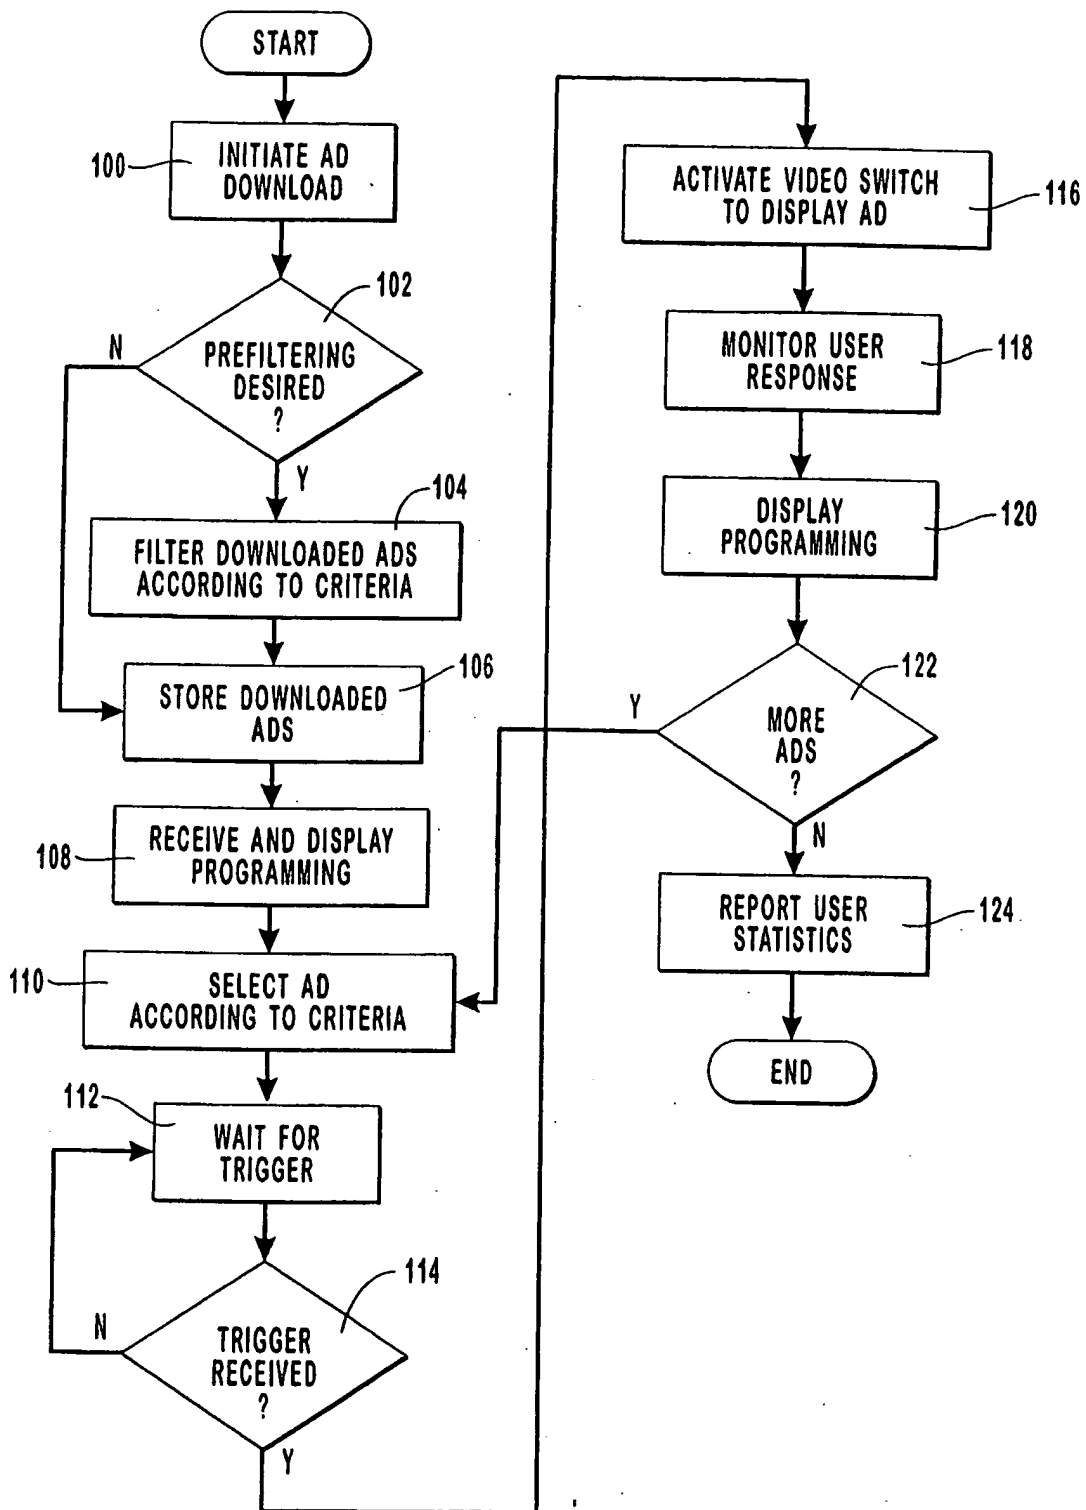 START
100
INITIATE AD
DOWNLOAD
102
N
PREFILTERING
DESIRED
?
Y
104
FILTER DOWNLOADED ADS
ACCORDING TO CRITERIA
106
STORE DOWNLOADED
ADS
108
RECEIVE AND DISPLAY
PROGRAMMING
110
SELECT AD
ACCORDING TO CRITERIA
112
WAIT FOR
TRIGGER
114
N
TRIGGER
RECEIVED
?
Y
ACTIVATE VIDEO SWITCH
TO DISPLAY AD
116
MONITOR USER
RESPONSE
118
DISPLAY
PROGRAMMING
120
122
Y
MORE
ADS
?
N
REPORT USER
STATISTICS
124
END